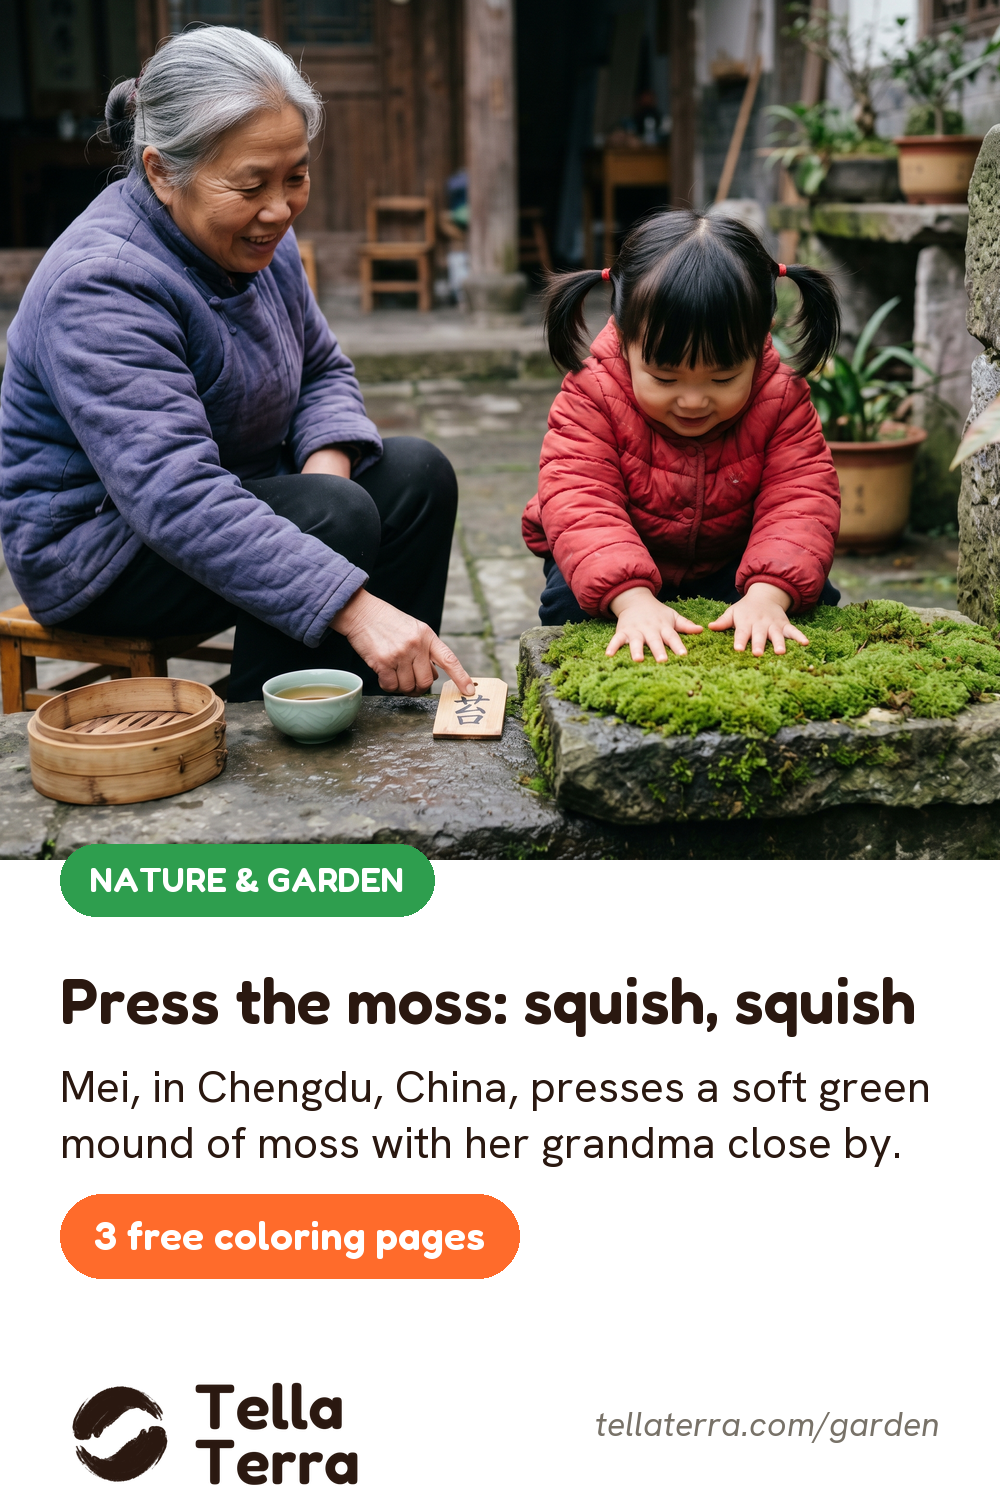 苔
NATURE & GARDEN
Press the moss: squish, squish
Mei, in Chengdu, China, presses a soft green
mound of moss with her grandma close by.
3 free coloring pages
Tella
Terra
tellaterra.com/garden